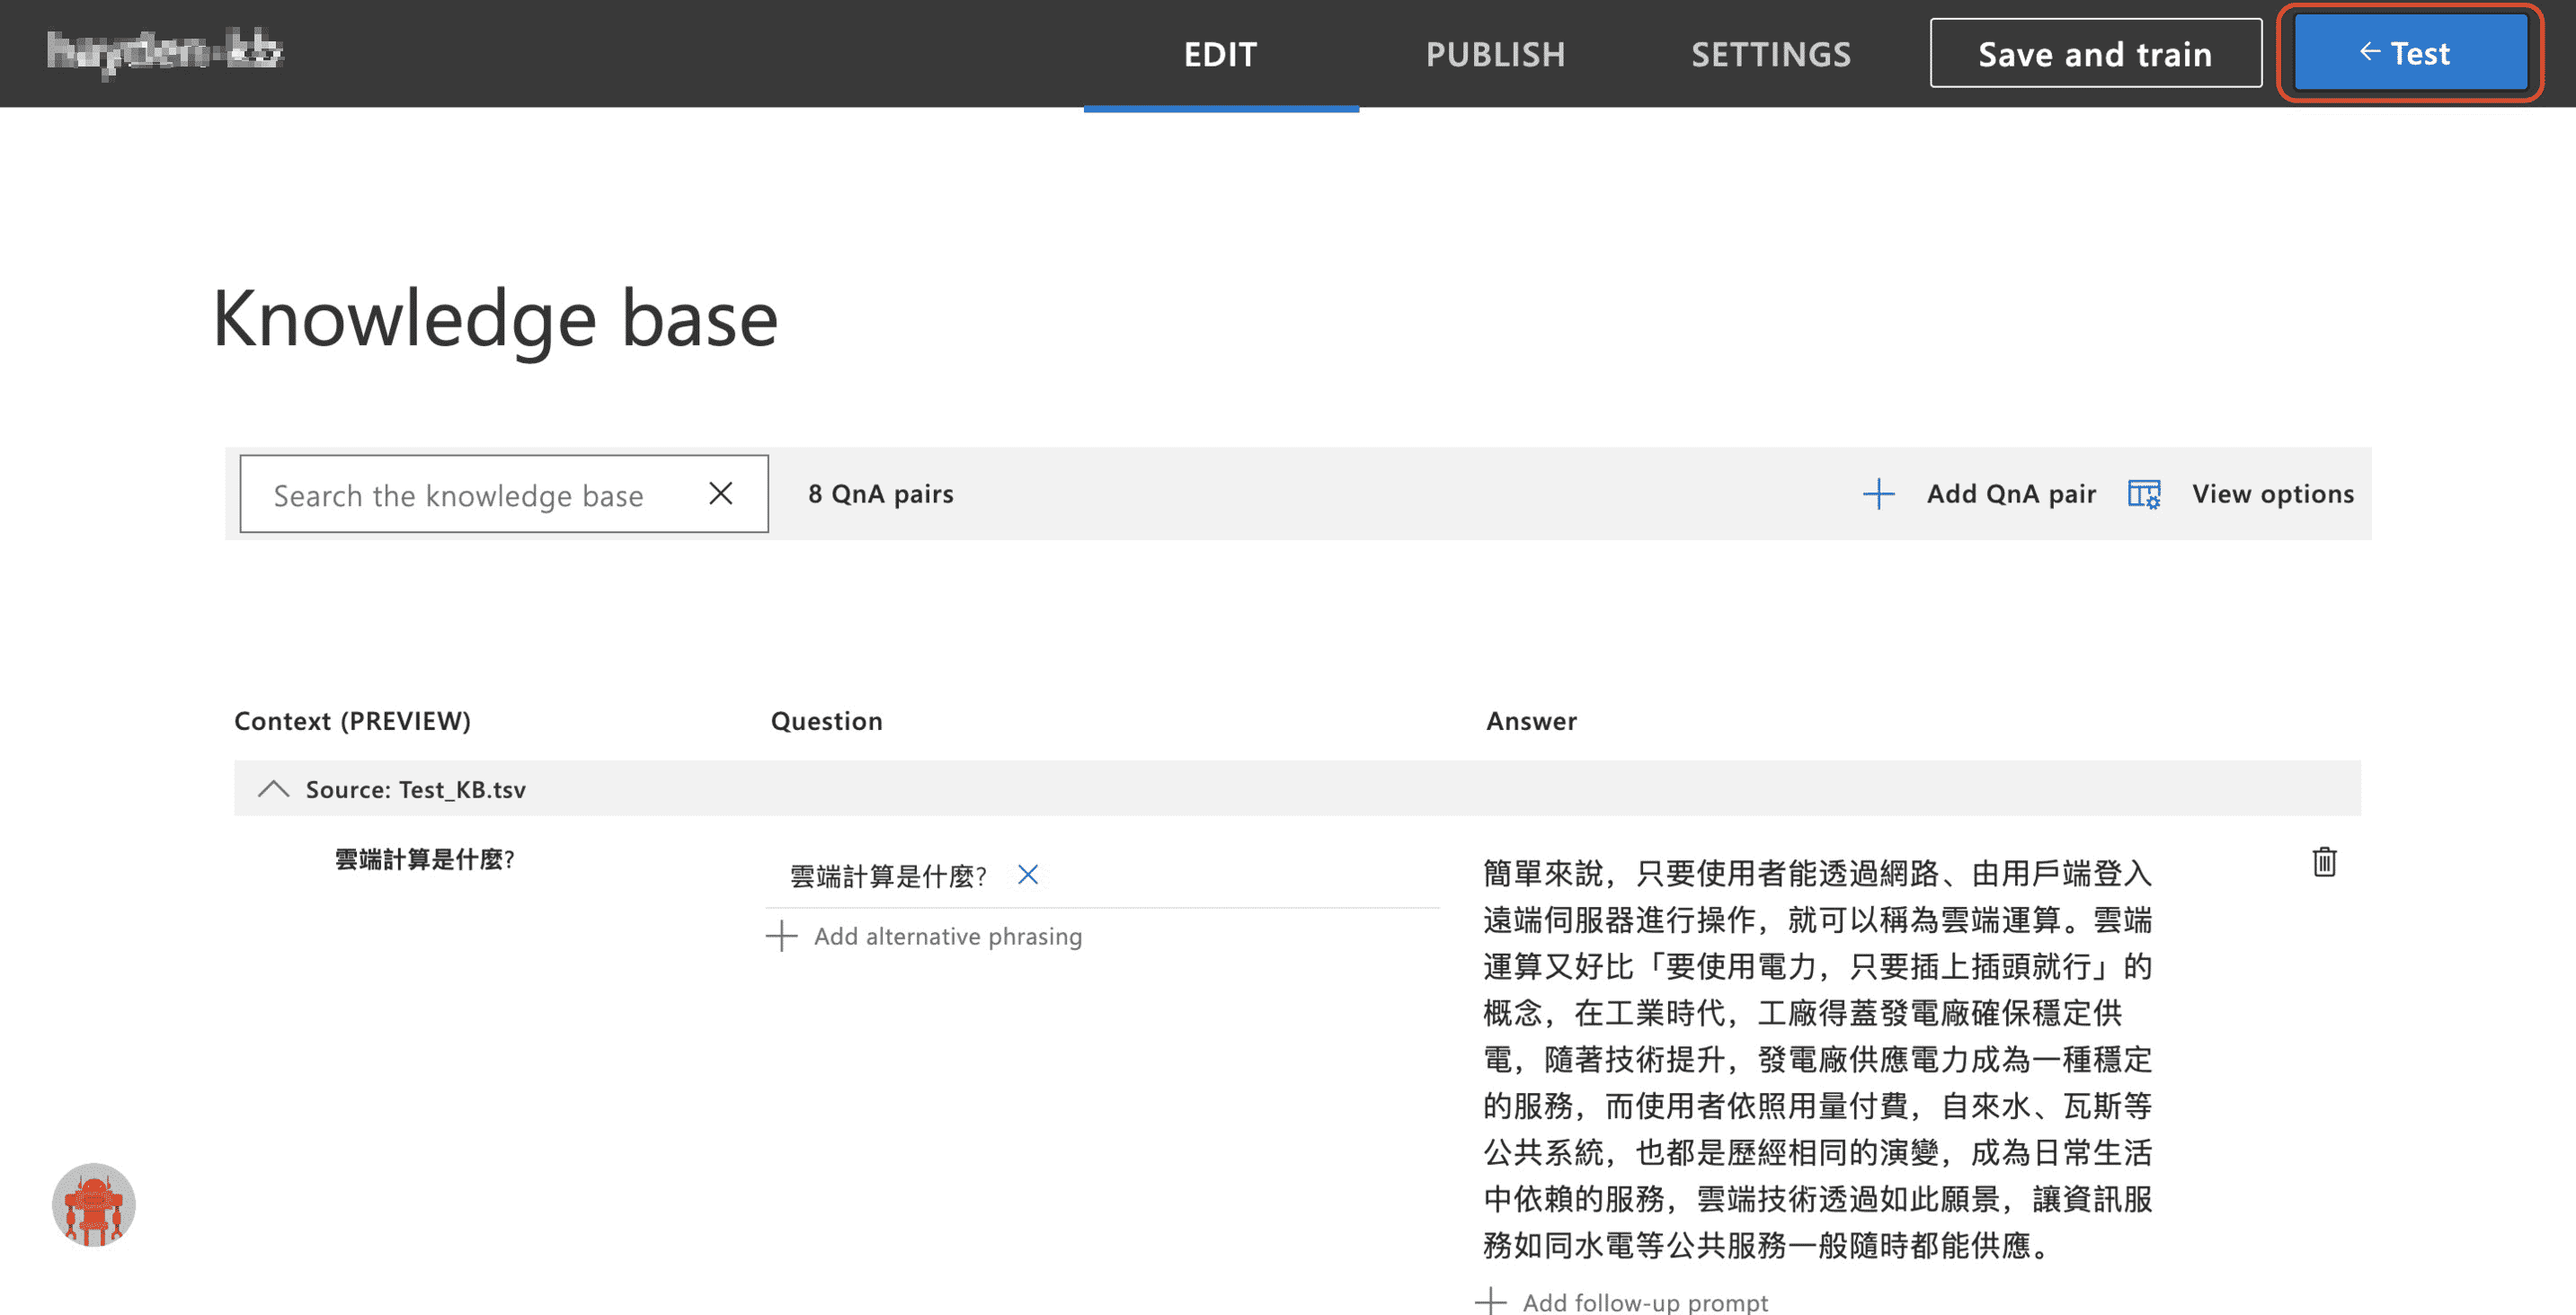 EDIT
PUBLISH
SETTINGS
Save and train
← Test
Knowledge base
Search the knowledge base
8 QnA pairs
Add QnA pair
View options
Context (PREVIEW)
Question
Answer
Source: Test_KB.tsv
雲端計算是什麼?
雲端計算是什麼?
Add alternative phrasing
簡單來說，只要使用者能透過網路、由用戶端登入
遠端伺服器進行操作，就可以稱為雲端運算。雲端
運算又好比「要使用電力，只要插上插頭就行」的
概念，在工業時代，工廠得蓋發電廠確保穩定供
電，隨著技術提升，發電廠供應電力成為一種穩定
的服務，而使用者依照用量付費，自來水、瓦斯等
公共系統，也都是歷經相同的演變，成為日常生活
中依賴的服務，雲端技術透過如此願景，讓資訊服
務如同水電等公共服務一般隨時都能供應。
Add follow-up prompt